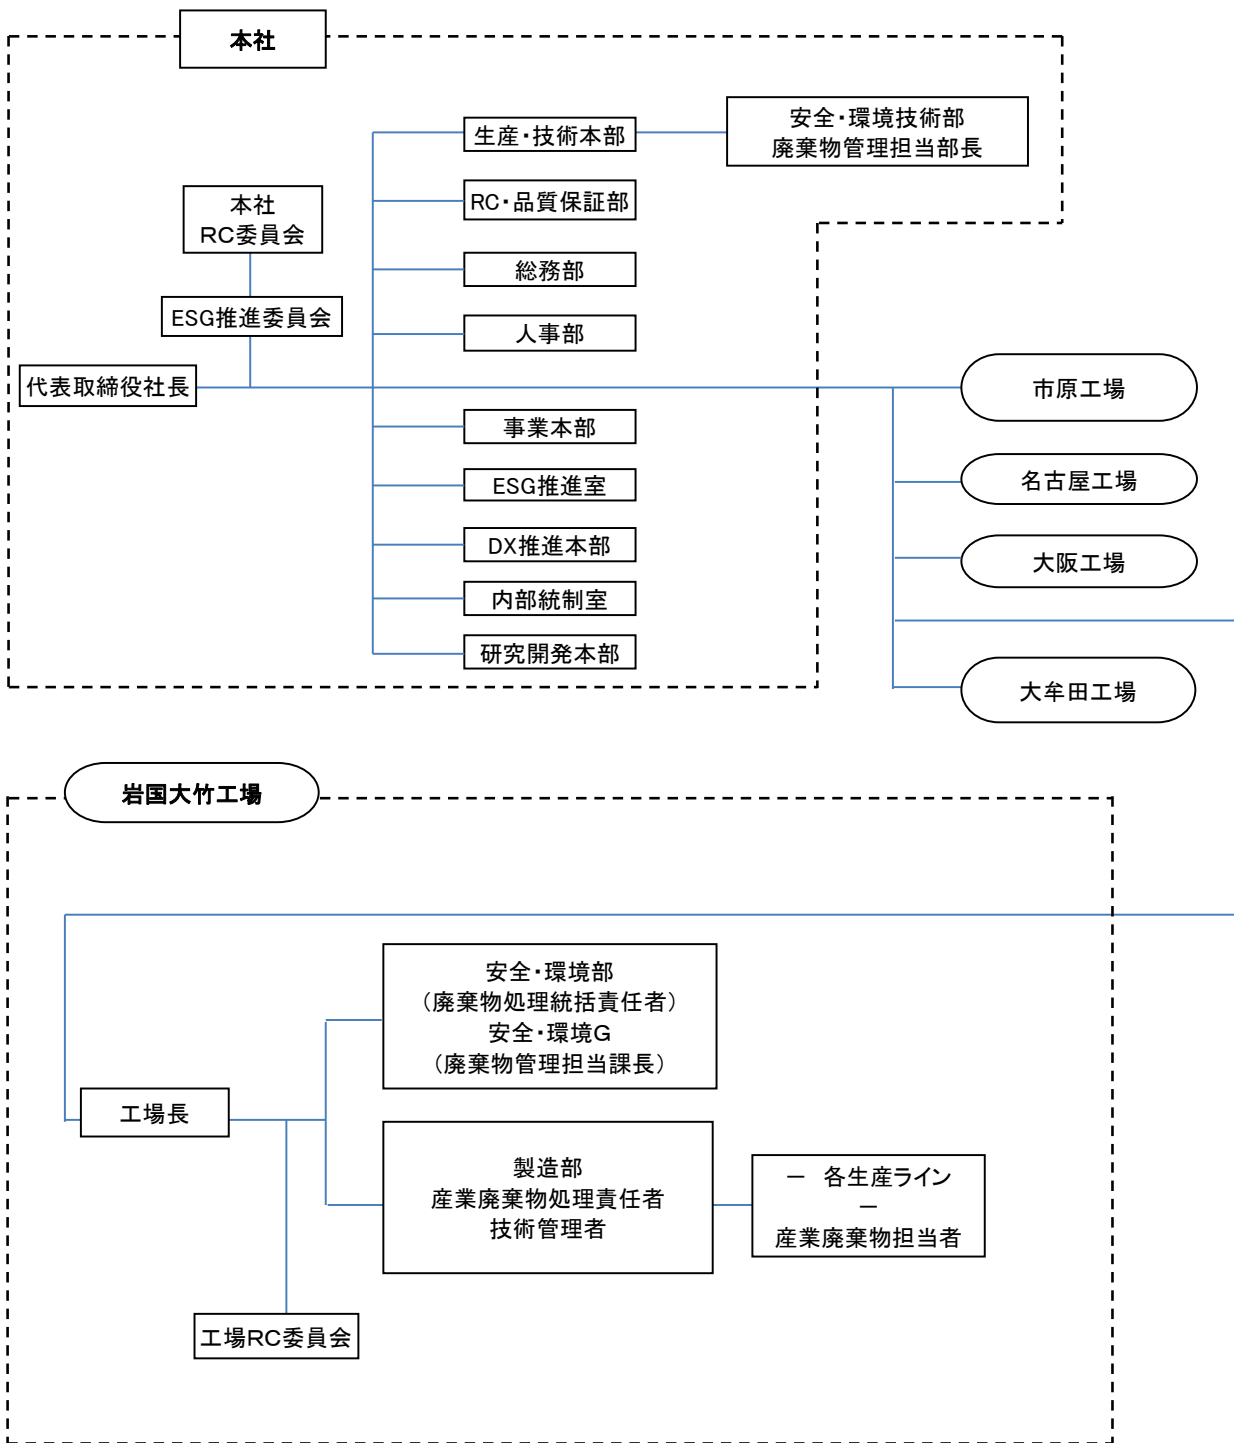 本社
生産・技術本部
安全・環境技術部
廃棄物管理担当部長
RC・品質保証部
本社
RC委員会
総務部
ESG推進委員会
人事部
代表取締役社長
市原工場
事業本部
名古屋工場
ESG推進室
DX推進本部
大阪工場
内部統制室
研究開発本部
大牟田工場
岩国大竹工場
安全・環境部
（廃棄物処理統括責任者）
安全・環境G
（廃棄物管理担当課長）
工場長
製造部
産業廃棄物処理責任者
技術管理者
－ 各生産ライン
－
産業廃棄物担当者
工場RC委員会